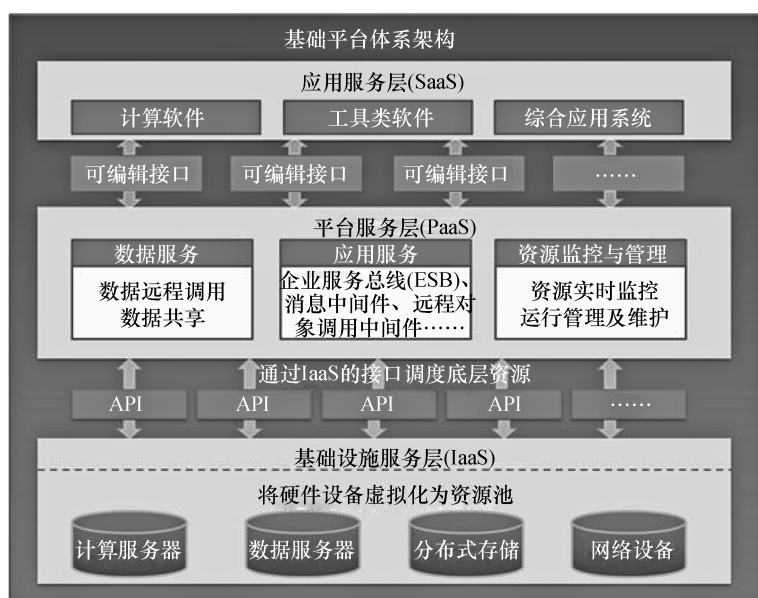 基础平台体系架构
应用服务层(SaaS)
计算软件
工具类软件
综合应用系统
可编辑接口
可编辑接口
可编辑接口
……
平台服务层(PaaS)
数据服务
数据远程调用
数据共享
应用服务
企业服务总线(ESB)、
消息中间件、远程对
象调用中间件……
资源监控与管理
资源实时监控
运行管理及维护
通过IaaS的接口调度底层资源
API
API
API
API
……
基础设施服务层(IaaS)
将硬件设备虚拟化为资源池
计算服务器
数据服务器
分布式存储
网络设备